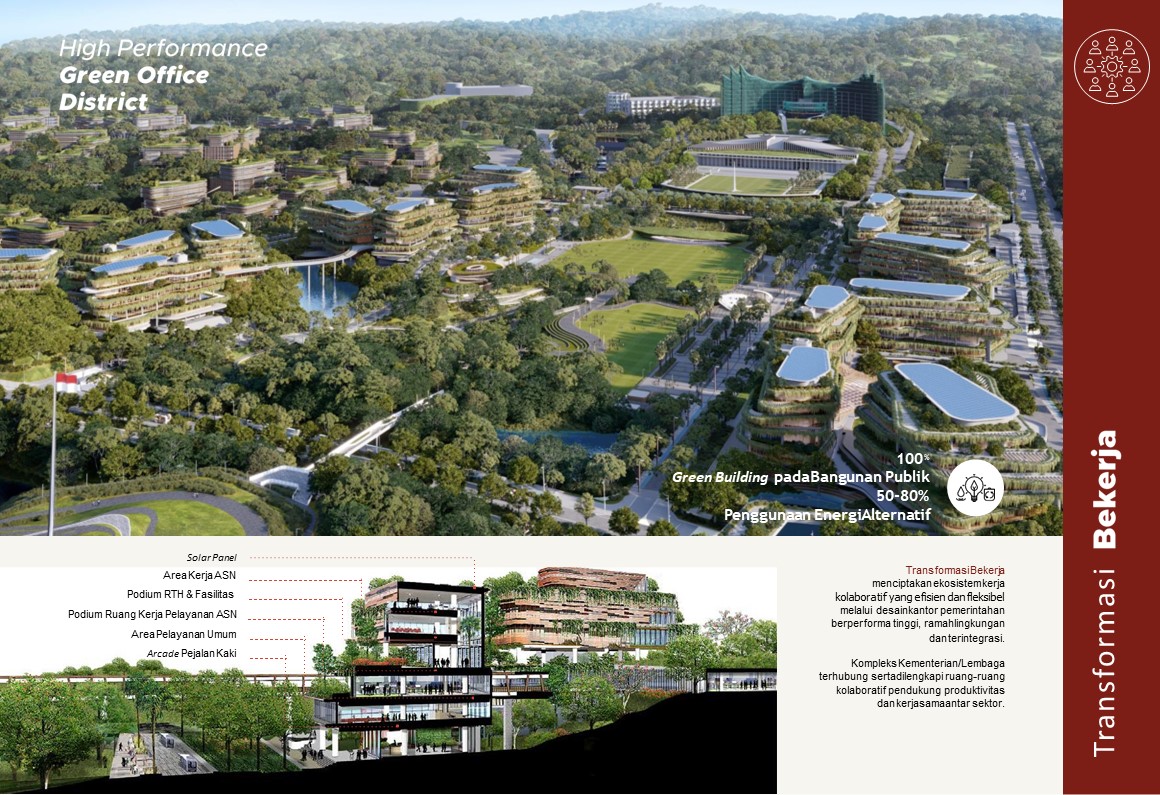 High Performance
Green Office
District
100%
Green Building padaBangunan Publik
50-80%
Penggunaan EnergiAlternatif
Solar Panel
Area Kerja ASN
Podium RTH & Fasilitas
Podium Ruang Kerja Pelayanan ASN
Area Pelayanan Umum
Arcade Pejalan Kaki
TransformasiBekerja
menciptakan ekosistem kerja
kolaboratif yang efisien dan fleksibel
melalui desainkantor pemerintahan
berperforma tinggi, ramahlingkungan
danterintegrasi.
Kompleks Kementerian/Lembaga
terhubung sertadilengkapi ruang-ruang
kolaboratif pendukung produktivitas
dan kerjasamaantar sektor.
Transformasi Bekerja